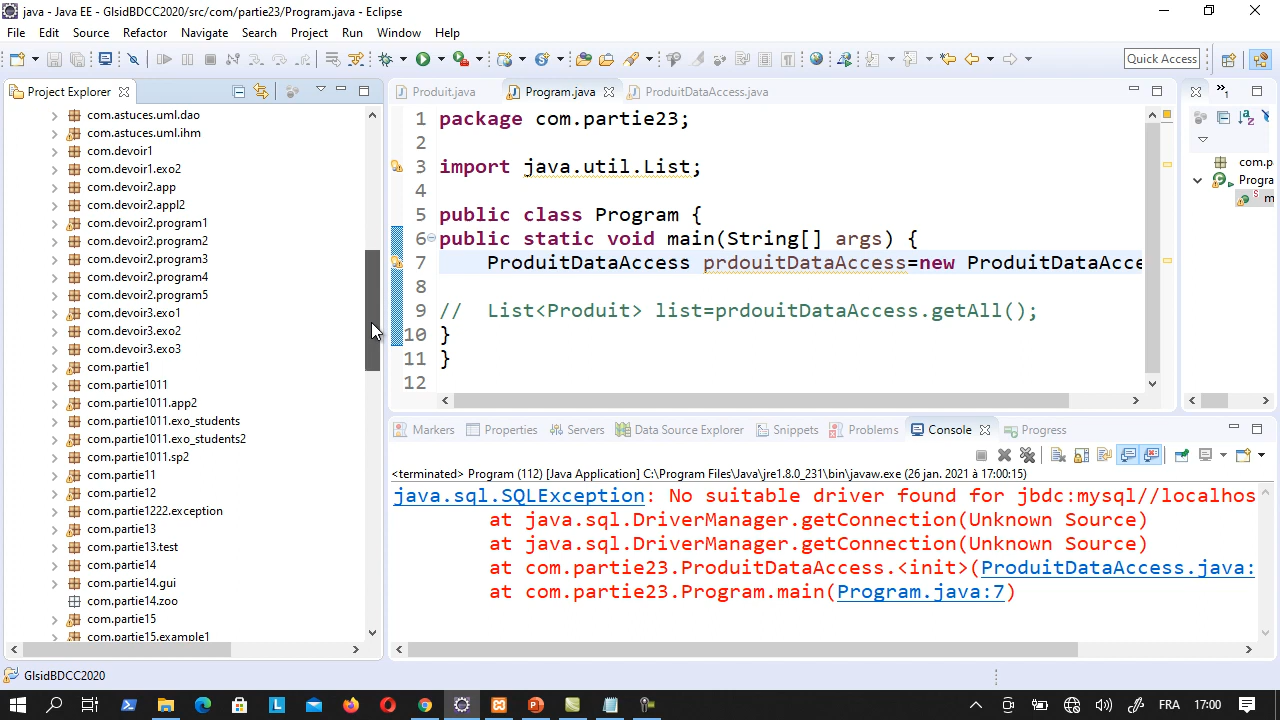 java - Java EE - GlsidBDCC2020/src/com/partie23/Program.java - Eclipse
File Edit Source Refactor Navigate Search Project Run Window Help
Quick Access
Project Explorer
com.astuces.uml.dao
com.astuces.uml.ihm
com.devoir1
com.devoir1.exo2
com.devoir2.app
com.devoir2.appl2
com.devoir2.program1
com.devoir2.program2
com.devoir2.program3
com.devoir2.program4
com.devoir2.program5
com.devoir3.exo1
com.devoir3.exo2
com.devoir3.exo3
com.partie1
com.partie1011
com.partie1011.app2
com.partie1011.exo_students
com.partie1011.exo_students2
com.partie1011.sp2
com.partie11
com.partie12
com.partie1222.exception
com.partie13
com.partie13.test
com.partie14
com.partie14.gui
com.partie14.zoo
com.partie15
com.partie15.example1
Produit.java Program.java ProduitDataAccess.java
1 package com.partie23;
2
3 import java.util.List;
4
5 public class Program {
6 public static void main(String[] args) {
7 ProduitDataAccess prdouitDataAccess=new ProduitDataAcce
8
9 // List<Produit> list=prdouitDataAccess.getAll();
10 }
11 }
12
com.p
Progra
m
Markers Properties Servers Data Source Explorer Snippets Problems Console Progress
<terminated> Program (112) [Java Application] C:\Program Files\Java\jre1.8.0_231\bin\javaw.exe (26 jan. 2021 à 17:00:15)
java.sql.SQLException: No suitable driver found for jbdc:mysql//localhos
at java.sql.DriverManager.getConnection(Unknown Source)
at java.sql.DriverManager.getConnection(Unknown Source)
at com.partie23.ProduitDataAccess.<init>(ProduitDataAccess.java:
at com.partie23.Program.main(Program.java:7)
GlsidBDCC2020
FRA 17:00